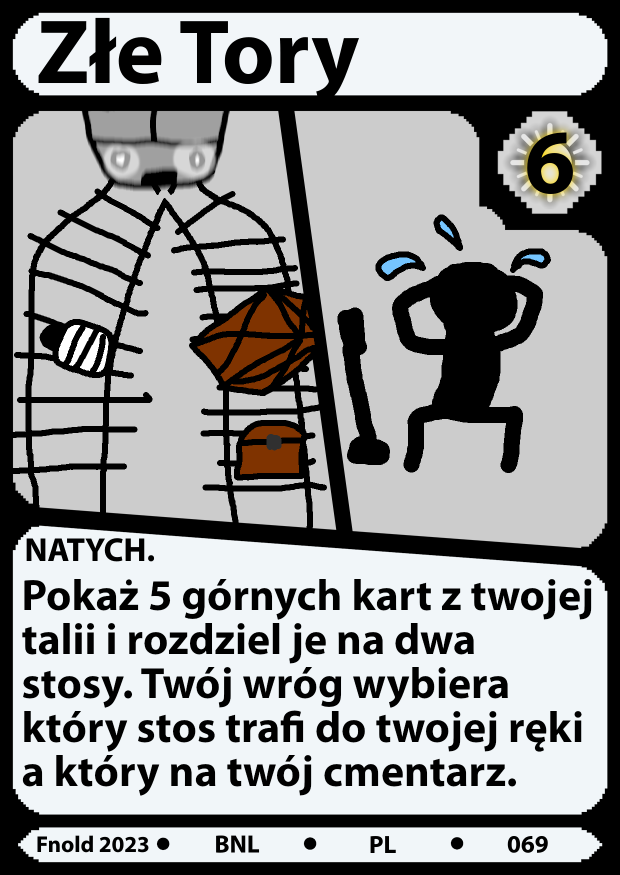 Złe Tory
6
NATYCH.
Pokaż 5 górnych kart z twojej
talii i rozdziel je na dwa
stosy. Twój wróg wybiera
który stos trafi do twojej ręki
a który na twój cmentarz.
Fnold 2023 • BNL • PL • 069